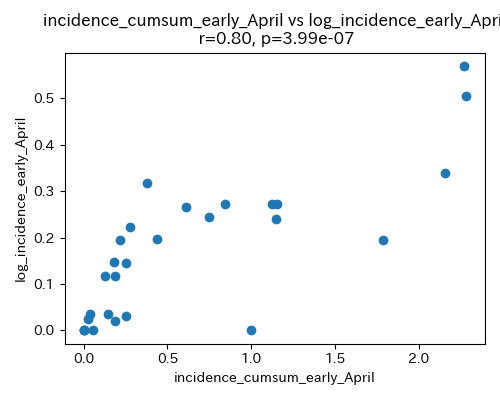 incidence_cumsum_early_April vs log_incidence_early_Apri
r=0.80, p=3.99e-07
log_incidence_early_April
0.5
0.4
0.3
0.2
0.1
0.0
0.0 0.5 1.0 1.5 2.0
incidence_cumsum_early_April